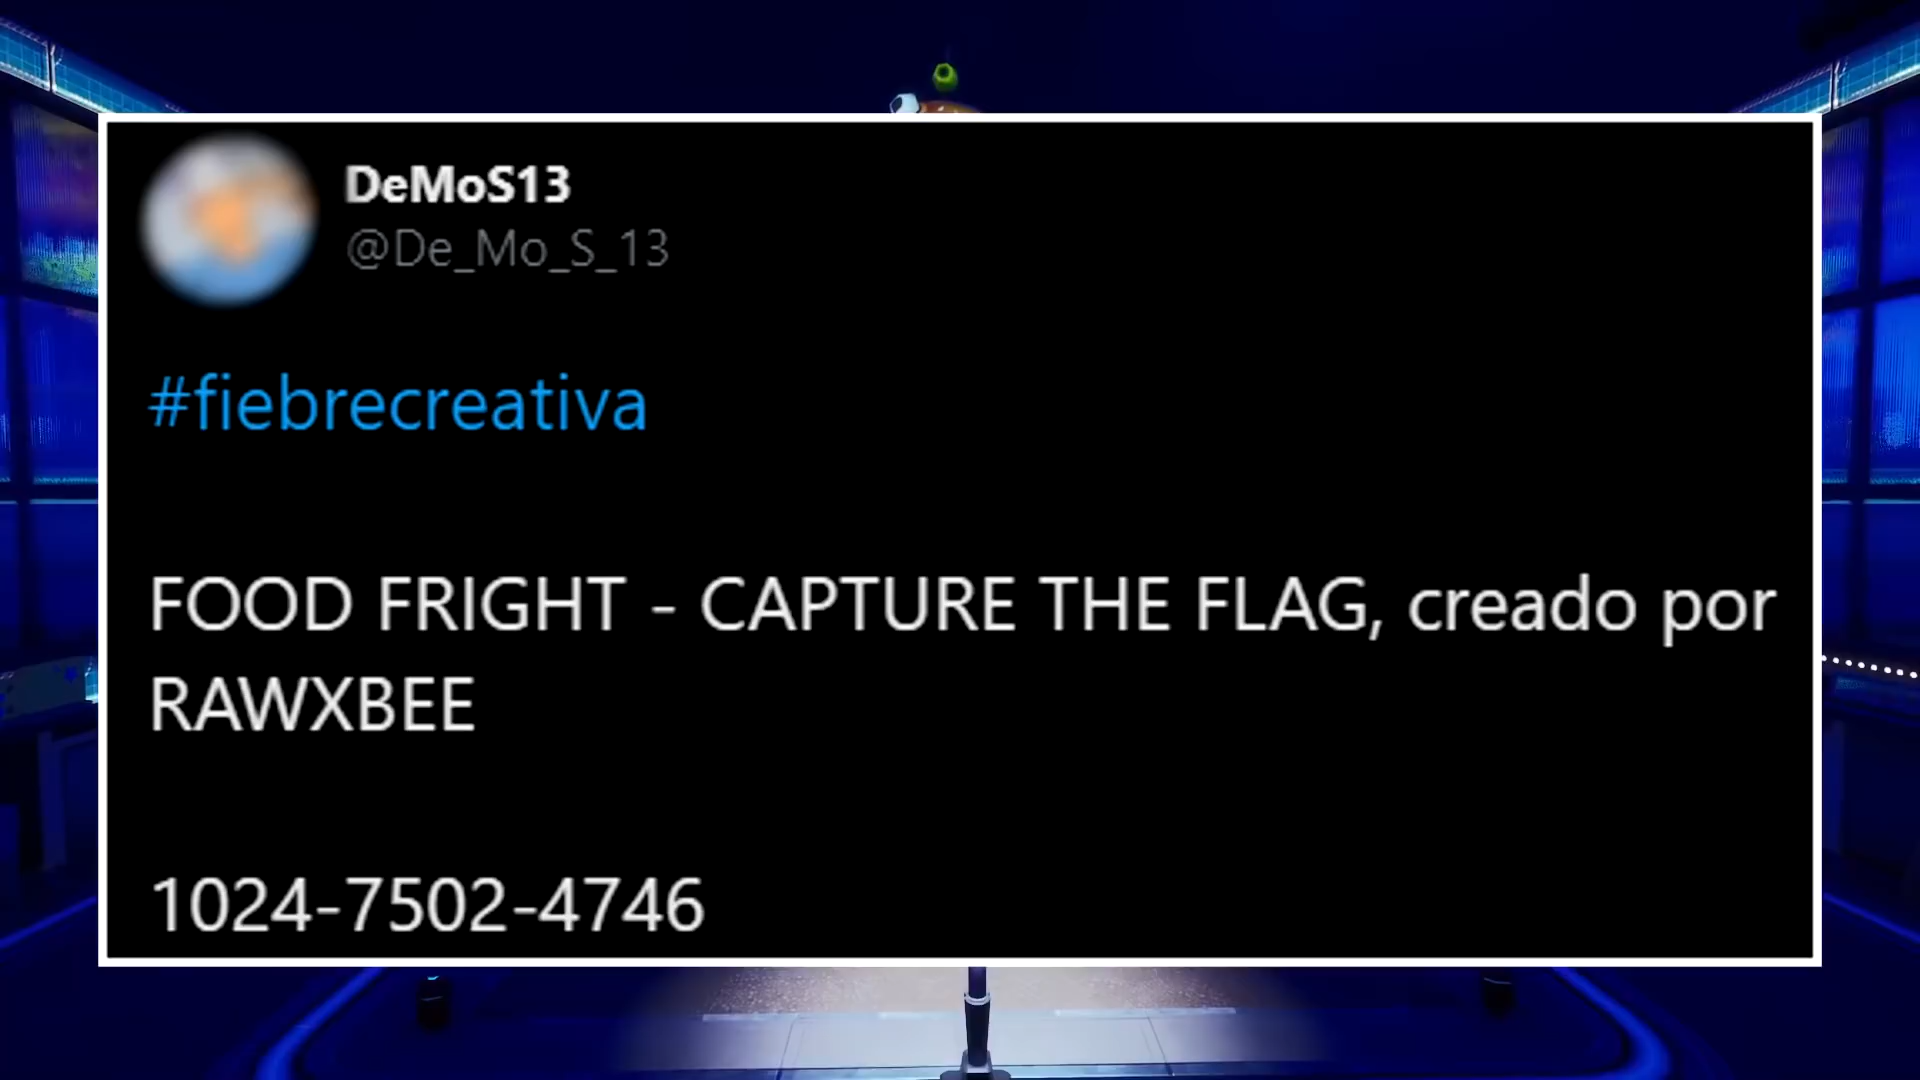 DeMoS13
@De_Mo_S_13
#fiebrecreativa
FOOD FRIGHT - CAPTURE THE FLAG, creado por
RAWXBEE
1024-7502-4746